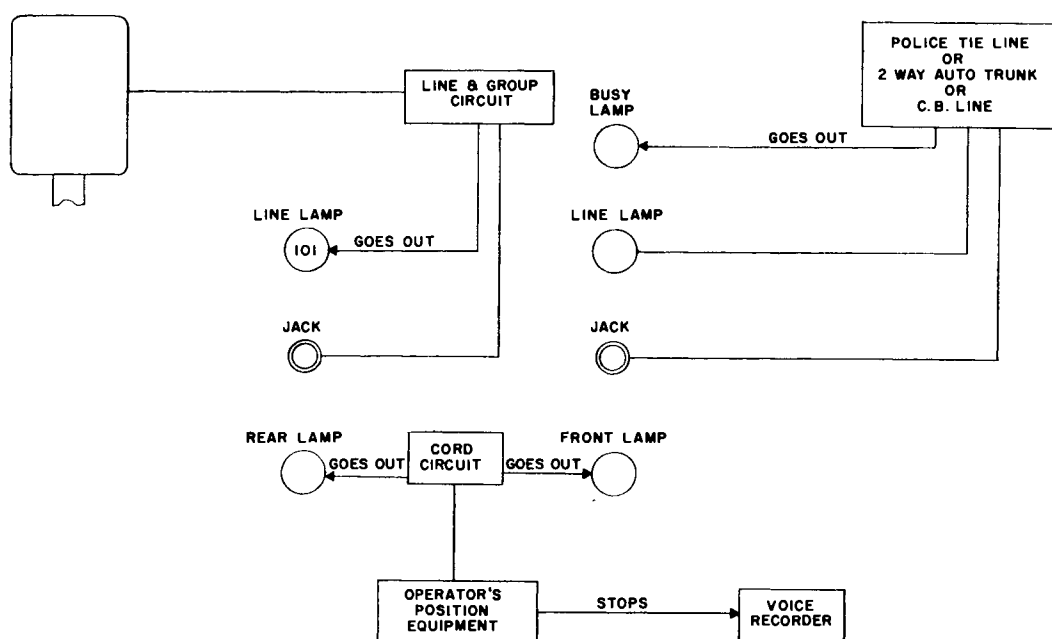 POLICE TIE LINE
OR
2 WAY AUTO TRUNK
OR
C.B. LINE
LINE & GROUP
CIRCUIT
BUSY
LAMP
GOES OUT
LINE LAMP
101
GOES OUT
LINE LAMP
JACK
JACK
REAR LAMP
GOES OUT
CORD
CIRCUIT
GOES OUT
FRONT LAMP
OPERATOR'S
POSITION
EQUIPMENT
STOPS
VOICE
RECORDER